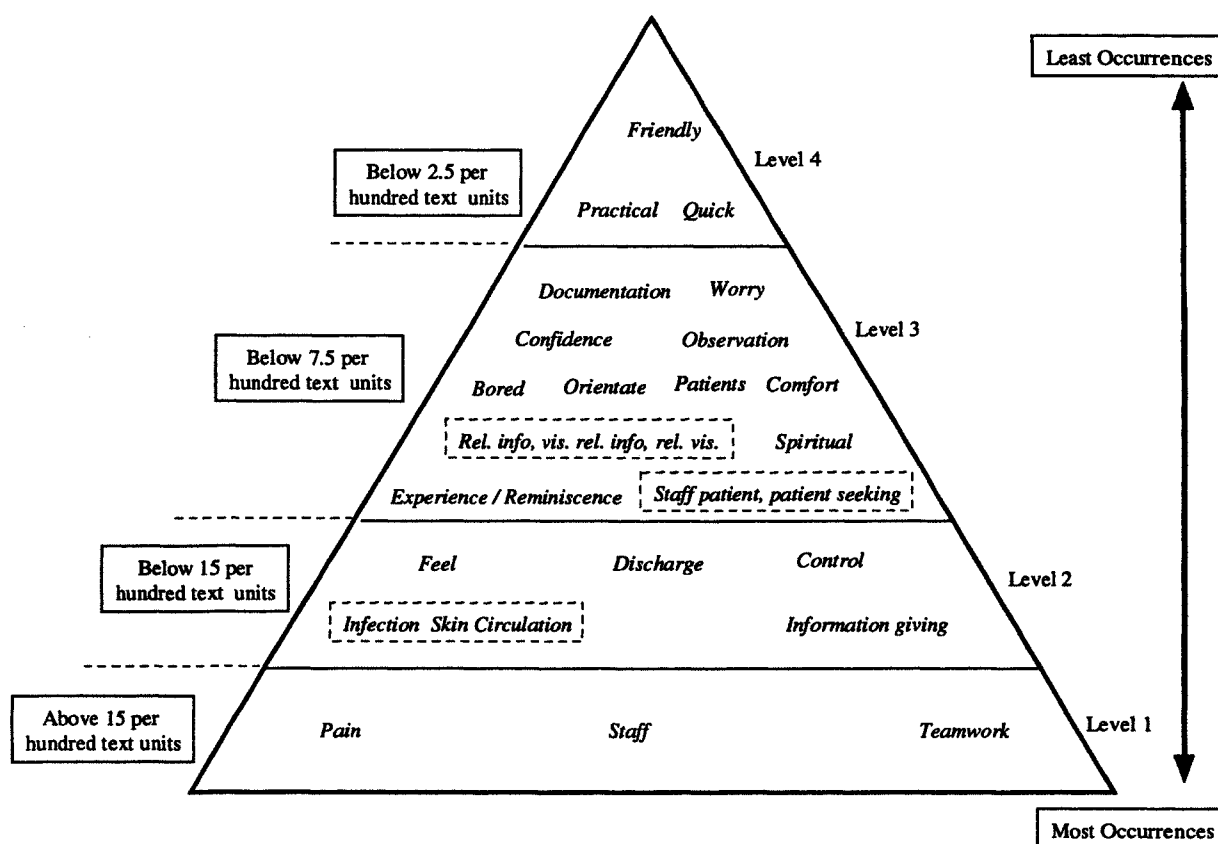 Least Occurrences
Friendly
Level 4
Below 2.5 per
hundred text units
Practical Quick
Documentation Worry
Level 3
Confidence Observation
Below 7.5 per
hundred text units
Bored Orientate Patients Comfort
Rel. info, vis. rel. info, rel. vis. Spiritual
Experience / Reminiscence Staff patient, patient seeking
Below 15 per
hundred text units
Feel Discharge Control
Level 2
Infection Skin Circulation Information giving
Above 15 per
hundred text units
Pain Staff Teamwork
Level 1
Most Occurrences